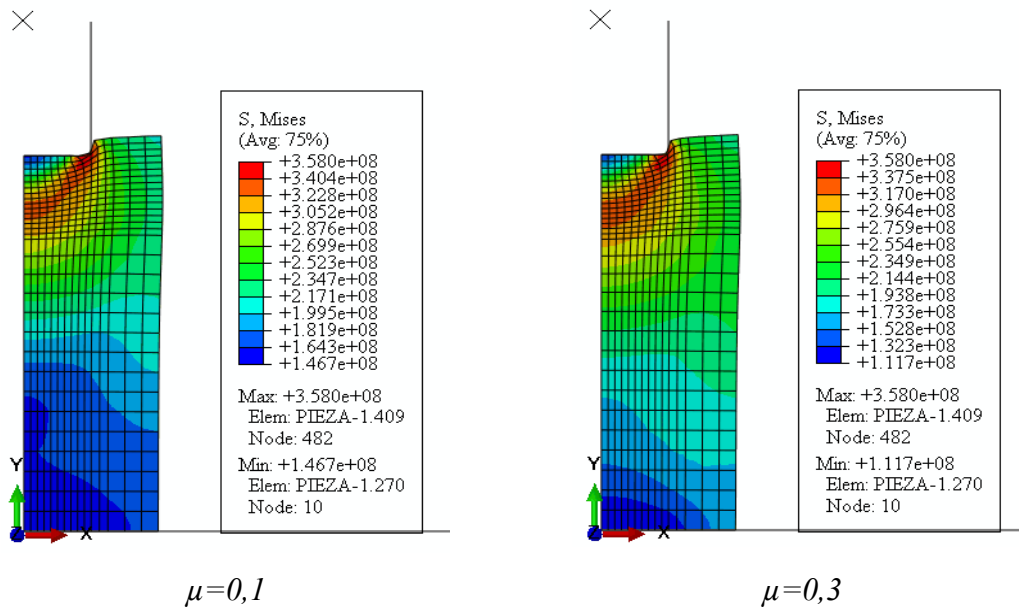 S, Mises
(Avg: 75%)
+3.580e+08
+3.404e+08
+3.228e+08
+3.052e+08
+2.876e+08
+2.699e+08
+2.523e+08
+2.347e+08
+2.171e+08
+1.995e+08
+1.819e+08
+1.643e+08
+1.467e+08
Max: +3.580e+08
Elem: PIEZA-1.409
Node: 482
Min: +1.467e+08
Elem: PIEZA-1.270
Node: 10
Y
Z
X
μ=0,1
S, Mises
(Avg: 75%)
+3.580e+08
+3.375e+08
+3.170e+08
+2.964e+08
+2.759e+08
+2.554e+08
+2.349e+08
+2.144e+08
+1.938e+08
+1.733e+08
+1.528e+08
+1.323e+08
+1.117e+08
Max: +3.580e+08
Elem: PIEZA-1.409
Node: 482
Min: +1.117e+08
Elem: PIEZA-1.270
Node: 10
Y
Z
X
μ=0,3